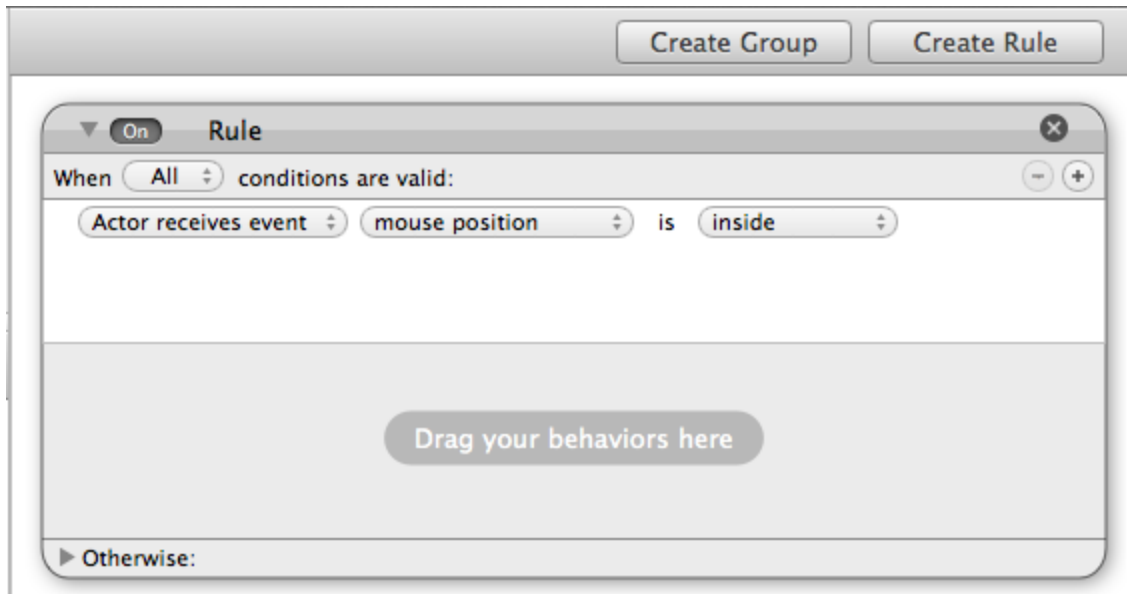 Create Group Create Rule
On Rule
When All conditions are valid:
Actor receives event mouse position is inside
Drag your behaviors here
Otherwise: